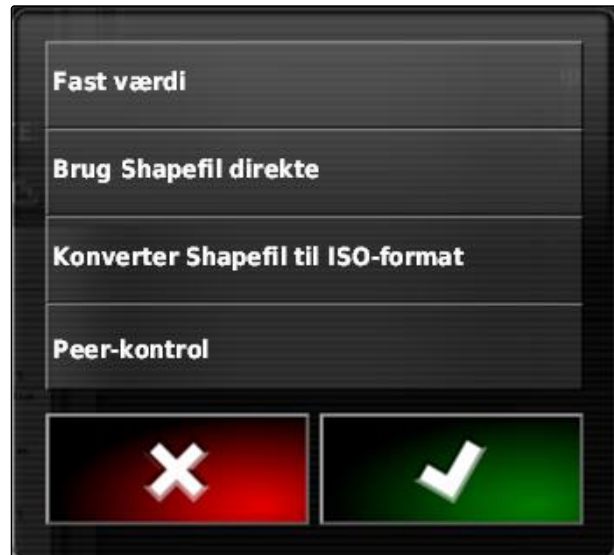 Fast værdi
Brug Shapefil direkte
Konverter Shapefil til ISO-format
Peer-kontrol